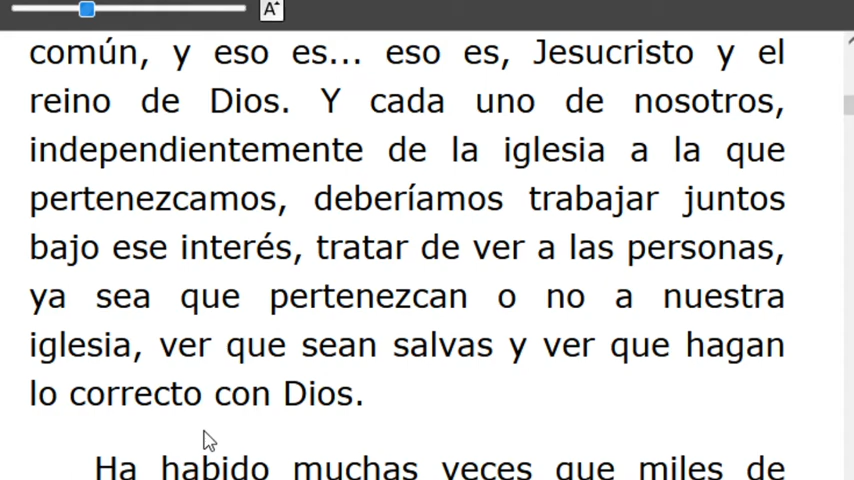 A
común, y eso es... eso es, Jesucristo y el
reino de Dios. Y cada uno de nosotros,
independientemente de la iglesia a la que
pertenezcamos, deberíamos trabajar juntos
bajo ese interés, tratar de ver a las personas,
ya sea que pertenezcan o no a nuestra
iglesia, ver que sean salvas y ver que hagan
lo correcto con Dios.
Ha habido muchas veces que miles de